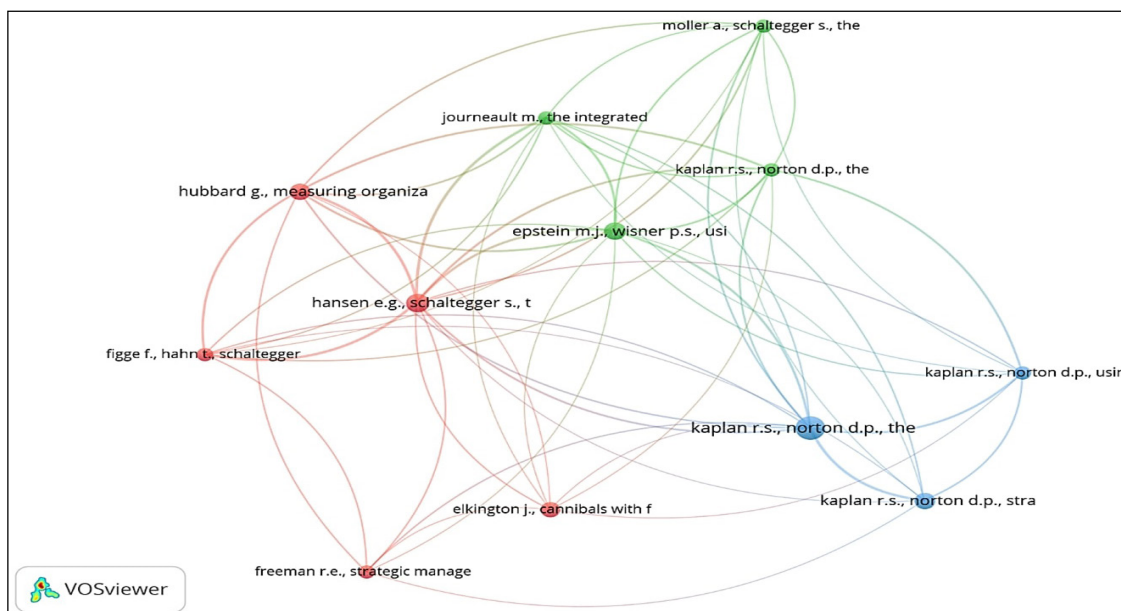 moller a., schaltegger s., the
journeault m., the integrated
kaplan r.s., norton d.p., the
hubbard g., measuring organiza
epstein m.j., wisner p.s., usi
hansen e.g., schaltegger s., t
figge f., hahn t., schaltegger
kaplan r.s., norton d.p., usin
kaplan r.s., norton d.p., the
kaplan r.s., norton d.p., stra
elkington j., cannibals with f
freeman r.e., strategic manage
VOSviewer